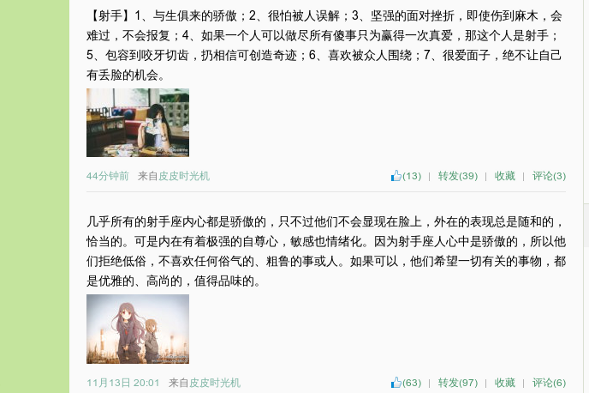 【射手】1、与生俱来的骄傲；2、很怕被人误解；3、坚强的面对挫折，即使伤到麻木，会
难过，不会报复；4、如果一个人可以做尽所有傻事只为赢得一次真爱，那这个人是射手；
5、包容到咬牙切齿，扔相信可创造奇迹；6、喜欢被众人围绕；7、很爱面子，绝不让自己
有丢脸的机会。
44分钟前 来自皮皮时光机 (13) | 转发(39) | 收藏 | 评论(3)
几乎所有的射手座内心都是骄傲的，只不过他们不会显现在脸上，外在的表现总是随和的，
恰当的。可是内在有着极强的自尊心，敏感也情绪化。因为射手座人心中是骄傲的，所以他
们拒绝低俗，不喜欢任何俗气的、粗鲁的事或人。如果可以，他们希望一切有关的事物，都
是优雅的、高尚的，值得品味的。
11月13日 20:01 来自皮皮时光机 (63) | 转发(97) | 收藏 | 评论(6)